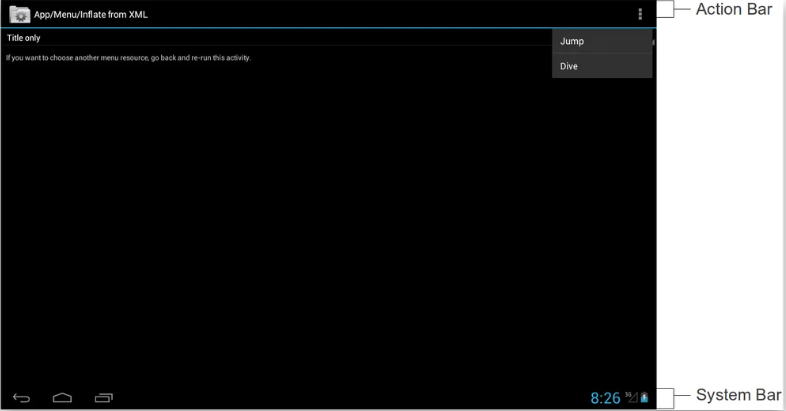 App/Menu/Inflate from XML
Action Bar
Title only
Jump
If you want to choose another menu resource, go back and re-run this activity.
Dive
8:26
3G
System Bar